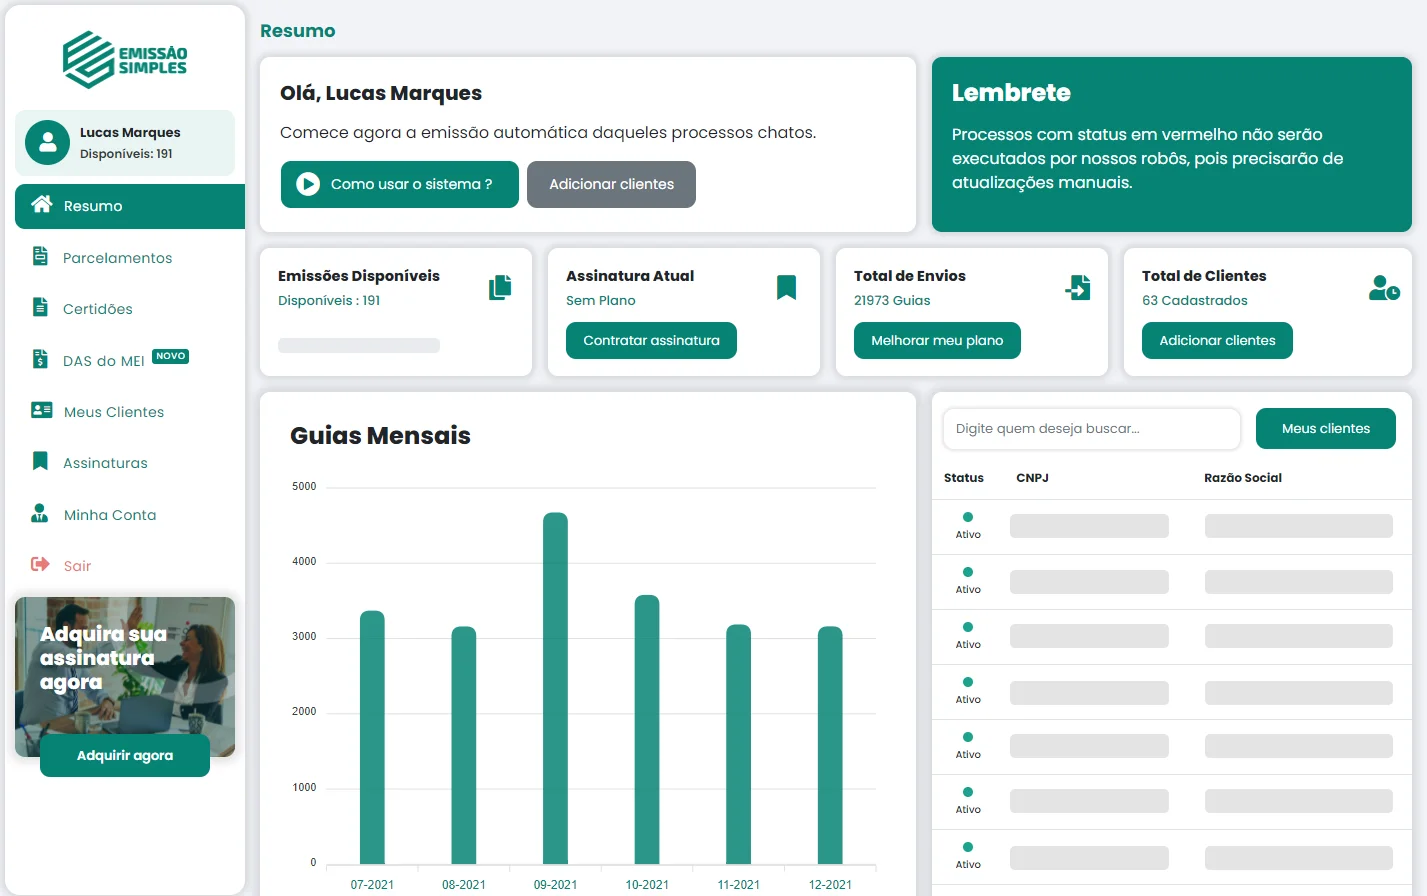 EMISSÃO
SIMPLES
Lucas Marques
Disponíveis: 191
Resumo
Parcelamentos
Certidões
DAS do MEI NOVO
Meus Clientes
Assinaturas
Minha Conta
Sair
Adquira sua
assinatura
agora
Adquirir agora
Resumo
Olá, Lucas Marques
Comece agora a emissão automática daqueles processos chatos.
Como usar o sistema ?
Adicionar clientes
Lembrete
Processos com status em vermelho não serão
executados por nossos robôs, pois precisarão de
atualizações manuais.
Emissões Disponíveis
Disponíveis : 191
Assinatura Atual
Sem Plano
Contratar assinatura
Total de Envios
21973 Guias
Melhorar meu plano
Total de Clientes
63 Cadastrados
Adicionar clientes
Guias Mensais
5000
4000
3000
2000
1000
0
07-2021 08-2021 09-2021 10-2021 11-2021 12-2021
Digite quem deseja buscar...
Meus clientes
Status CNPJ Razão Social
Ativo
Ativo
Ativo
Ativo
Ativo
Ativo
Ativo